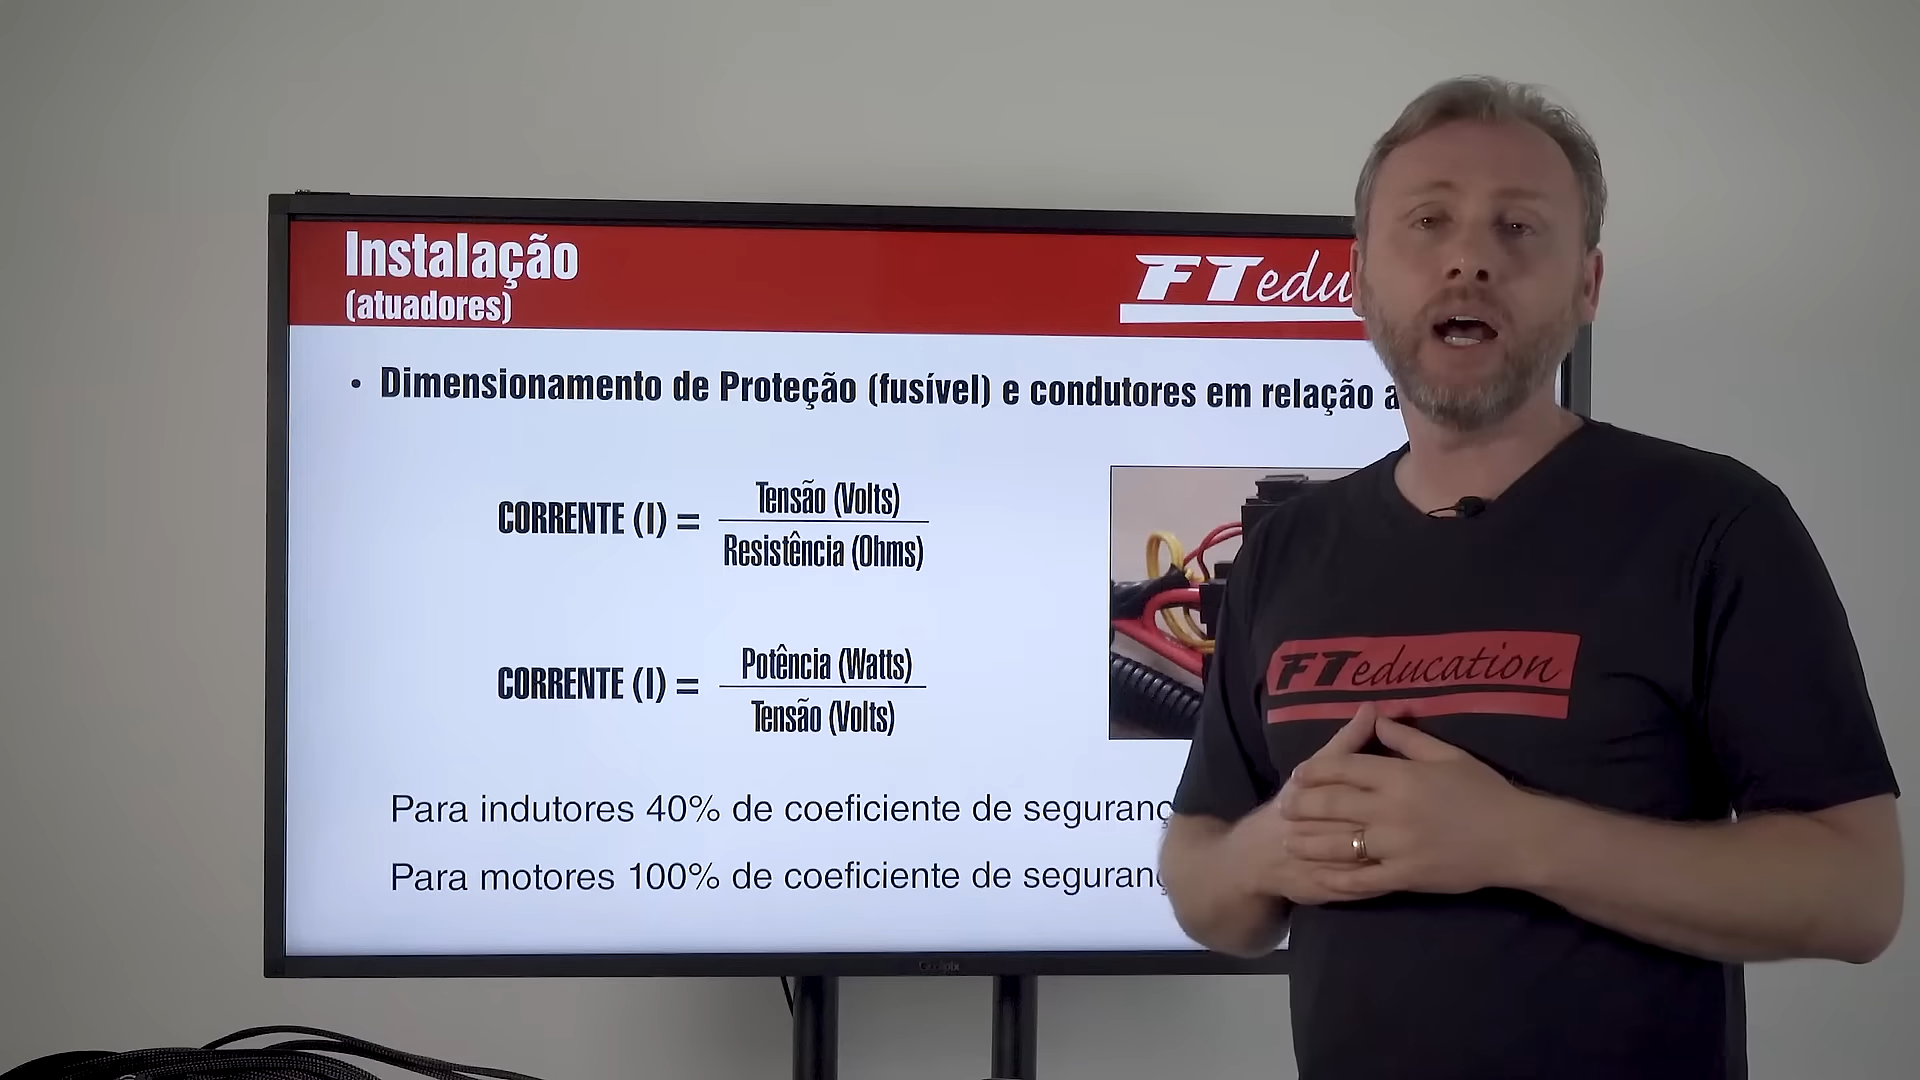 Instalação
(atuadores)
FTedu
• Dimensionamento de Proteção (fusível) e condutores em relação a
CORRENTE (I) = Tensão (Volts)
Resistência (Ohms)
CORRENTE (I) = Potência (Watts)
Tensão (Volts)
Para indutores 40% de coeficiente de seguranç
Para motores 100% de coeficiente de seguranç
FTeducation